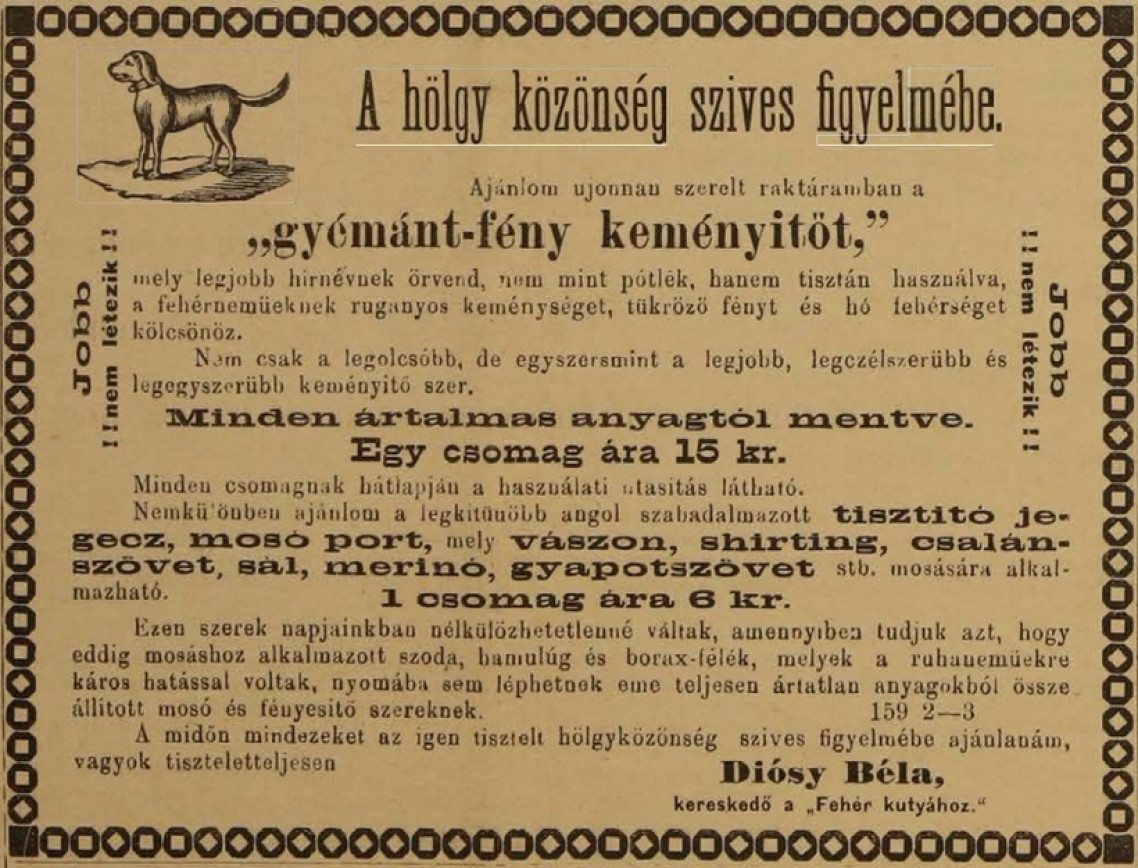 A hölgy közönség szives figyelmébe.
Ajánlom ujonnan szerelt raktáramban a
„gyémánt-fény keményitöt,”
Jobb
!!nem létezik!!
mely legjobb hirnévnek örvend, nem mint pótlék, hanem tisztán használva,
a fehérnemüeknek ruganyos keménységet, tükröző fényt és hó fehérséget
kölcsönöz.
Nem csak a legolcsóbb, de egyszersmint a legjobb, legczélszerübb és
legegyszerübb keményitő szer.
Minden ártalmas anyagtól mentve.
Egy csomag ára 15 kr.
Jobb
!!nem létezik!!
Minden csomagnak hátlapján a használati utasitás látható.
Nemkülönben ajánlom a legkitünöbb angol szabadalmazott tisztitó je-
gecz, mosó port, mely vászon, shirting, csalán-
szövet, sàl, merinó, gyapotszövet stb. mosására alkal-
mazható.
1 csomag ára 6 kr.
Ezen szerek napjainkban nélkülözhetetlenné váltak, amennyiben tudjuk azt, hogy
eddig mosáshoz alkalmazott szoda, hamulúg és borax-félék, melyek a ruhanemüekre
káros hatással voltak, nyomába sem léphetnek eme teljesen ártatlan anyagokból össze
állitott mosó és fényesitő szereknek.
159 2—3
A midőn mindezeket az igen tisztelt hölgyközönség szives figyelmébe ajánlanám,
vagyok tiszteletteljesen
Diósy Béla,
kereskedő a „Fehér kutyához.“